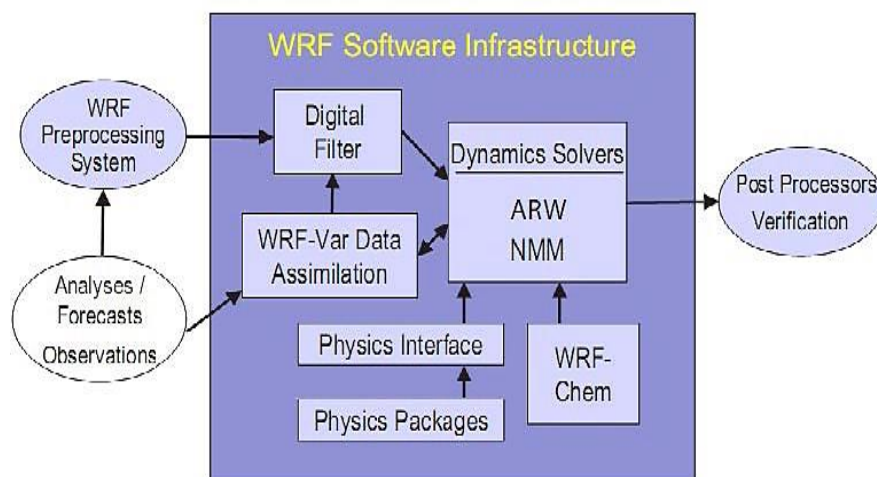 WRF Software Infrastructure
WRF
Preprocessing
System
Digital
Filter
Dynamics Solvers
ARW
NMM
Post Processors
Verification
WRF-Var Data
Assimilation
Analyses /
Forecasts
Observations
Physics Interface
WRF-
Chem
Physics Packages